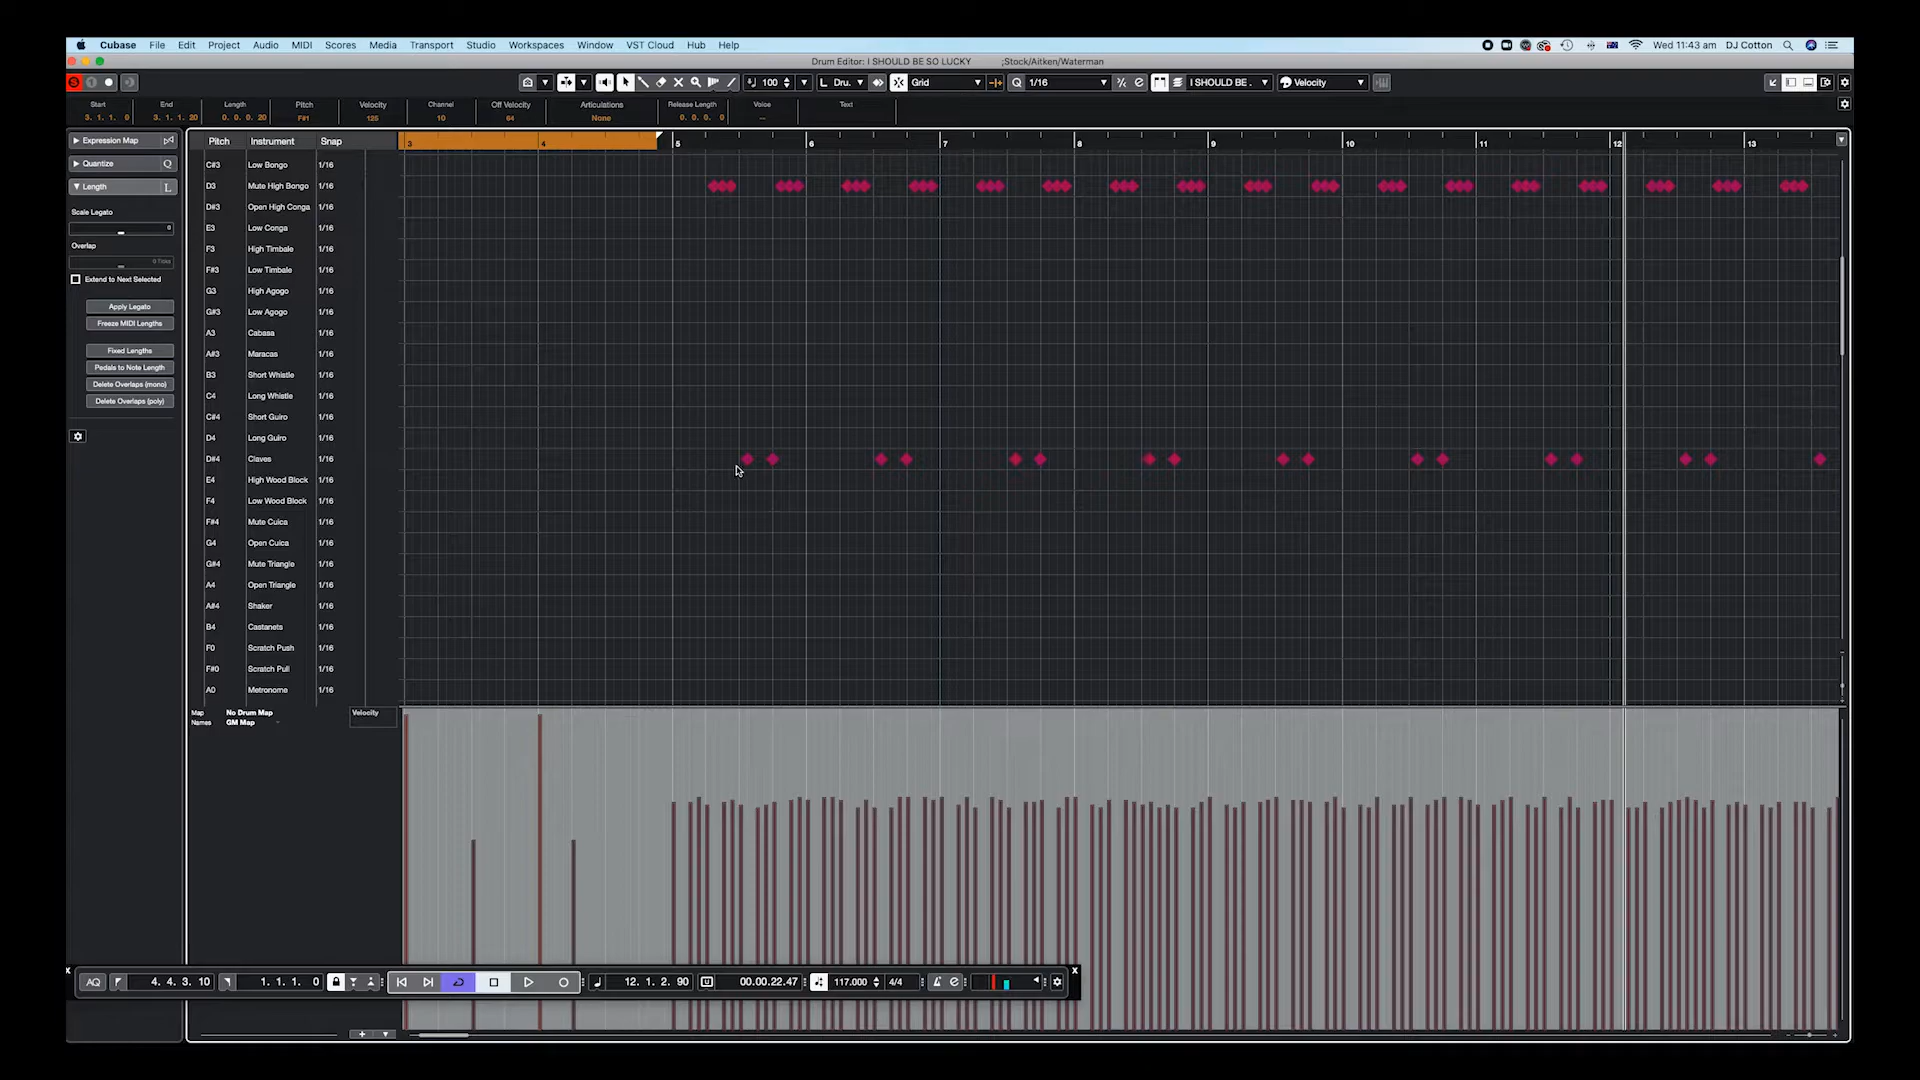 Cubase File Edit Project Audio MIDI Scores Media Transport Studio Workspaces Window VST Cloud Hub Help Wed 11:43 am DJ Cotton
Drum Editor: I SHOULD BE SO LUCKY ;Stock/Aitken/Waterman
S 100 L Dru. Grid Q 1/16 I SHOULD BE . Velocity
Start End Length Pitch Velocity Channel Off Velocity Articulations Release Length Voice Text
3. 1. 1. 0 3. 1. 1. 20 0. 0. 0. 20 F#1 125 10 64 None 0. 0. 0. 0 --
Expression Map
Quantize Q
Length L
Scale Legato
0
Overlap
0 Ticks
Extend to Next Selected
Apply Legato
Freeze MIDI Lengths
Fixed Lengths
Pedals to Note Length
Delete Overlaps (mono)
Delete Overlaps (poly)
Pitch Instrument Snap 3 4 5 6 7 8 9 10 11 12 13
C#3 Low Bongo 1/16
D3 Mute High Bongo 1/16
D#3 Open High Conga 1/16
E3 Low Conga 1/16
F3 High Timbale 1/16
F#3 Low Timbale 1/16
G3 High Agogo 1/16
G#3 Low Agogo 1/16
A3 Cabasa 1/16
A#3 Maracas 1/16
B3 Short Whistle 1/16
C4 Long Whistle 1/16
C#4 Short Guiro 1/16
D4 Long Guiro 1/16
D#4 Claves 1/16
E4 High Wood Block 1/16
F4 Low Wood Block 1/16
F#4 Mute Cuica 1/16
G4 Open Cuica 1/16
G#4 Mute Triangle 1/16
A4 Open Triangle 1/16
A#4 Shaker 1/16
B4 Castanets 1/16
F0 Scratch Push 1/16
F#0 Scratch Pull 1/16
A0 Metronome 1/16
Map No Drum Map Velocity
Names GM Map
AQ 4. 4. 3. 10 1. 1. 1. 0 12. 1. 2. 90 00.00.22.47 117.000 4/4